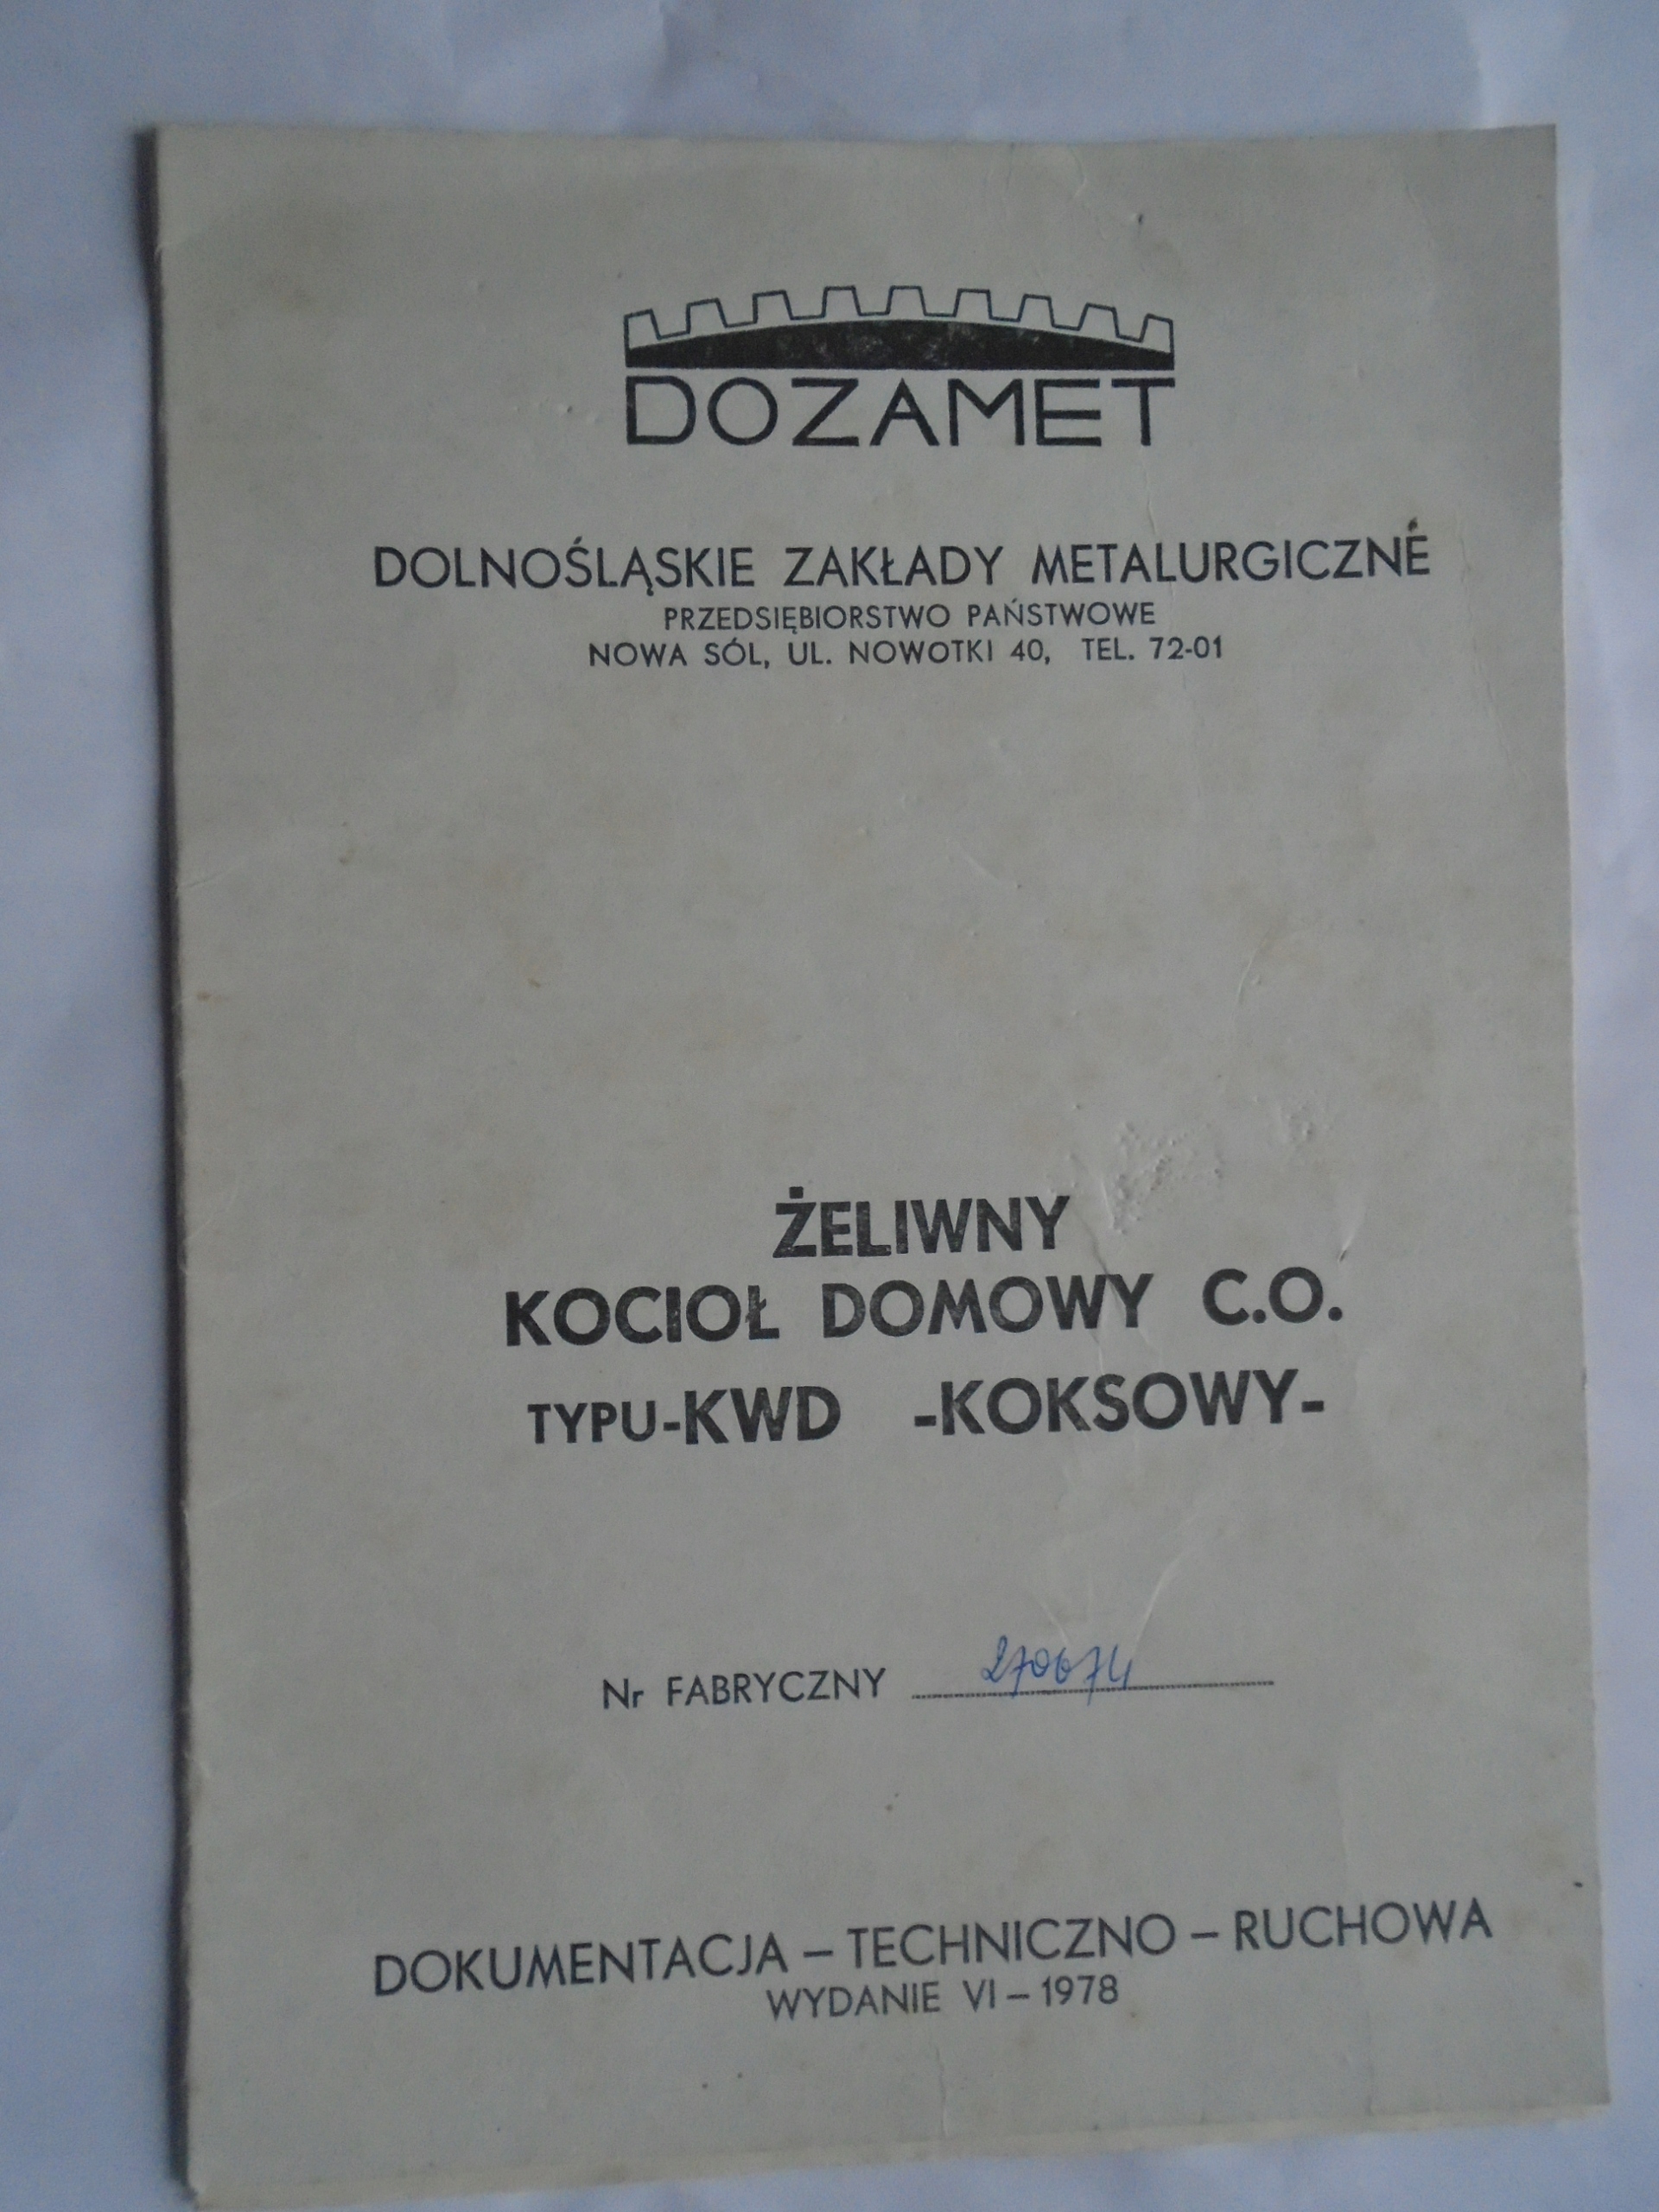 DOZAMET
DOLNOŚLĄSKIE ZAKŁADY METALURGICZNE
PRZEDSIĘBIORSTWO PAŃSTWOWE
NOWA SÓL, UL. NOWOTKI 40, TEL. 72-01
ŻELIWNY
KOCIOŁ DOMOWY C.O.
TYPU-KWD -KOKSOWY-
Nr FABRYCZNY 270674
DOKUMENTACJA – TECHNICZNO – RUCHOWA
WYDANIE VI – 1978